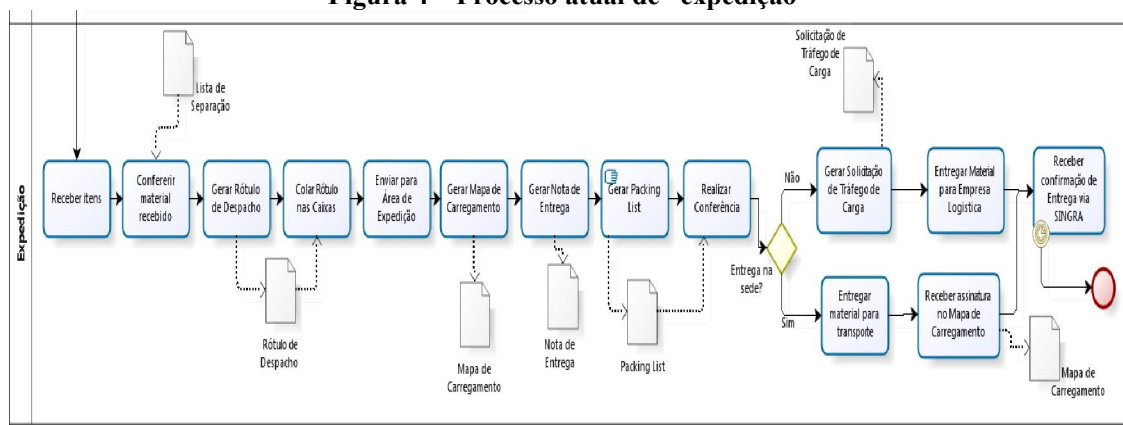 Figura 4 – Processo atual de "expedição"
Expedição
Lista de
Separação
Receber itens
Confererir
material
recebido
Gerar Rótulo
de Despacho
Colar Rótulo
nas Caixas
Enviar para
Área de
Expedição
Gerar Mapa de
Carregamento
Gerar Nota de
Entrega
Gerar Packing
List
Realizar
Conferência
Rótulo de
Despacho
Mapa de
Carregamento
Nota de
Entrega
Packing List
Entrega na
sede?
Não
Sim
Solicitação de
Tráfego de
Carga
Gerar Solicitação
de Tráfego de
Carga
Entregar Material
para Empresa
Logística
Receber
confirmação de
Entrega via
SINGRA
Entregar
material para
transporte
Receber assinatura
no Mapa de
Carregamento
Mapa de
Carregamento